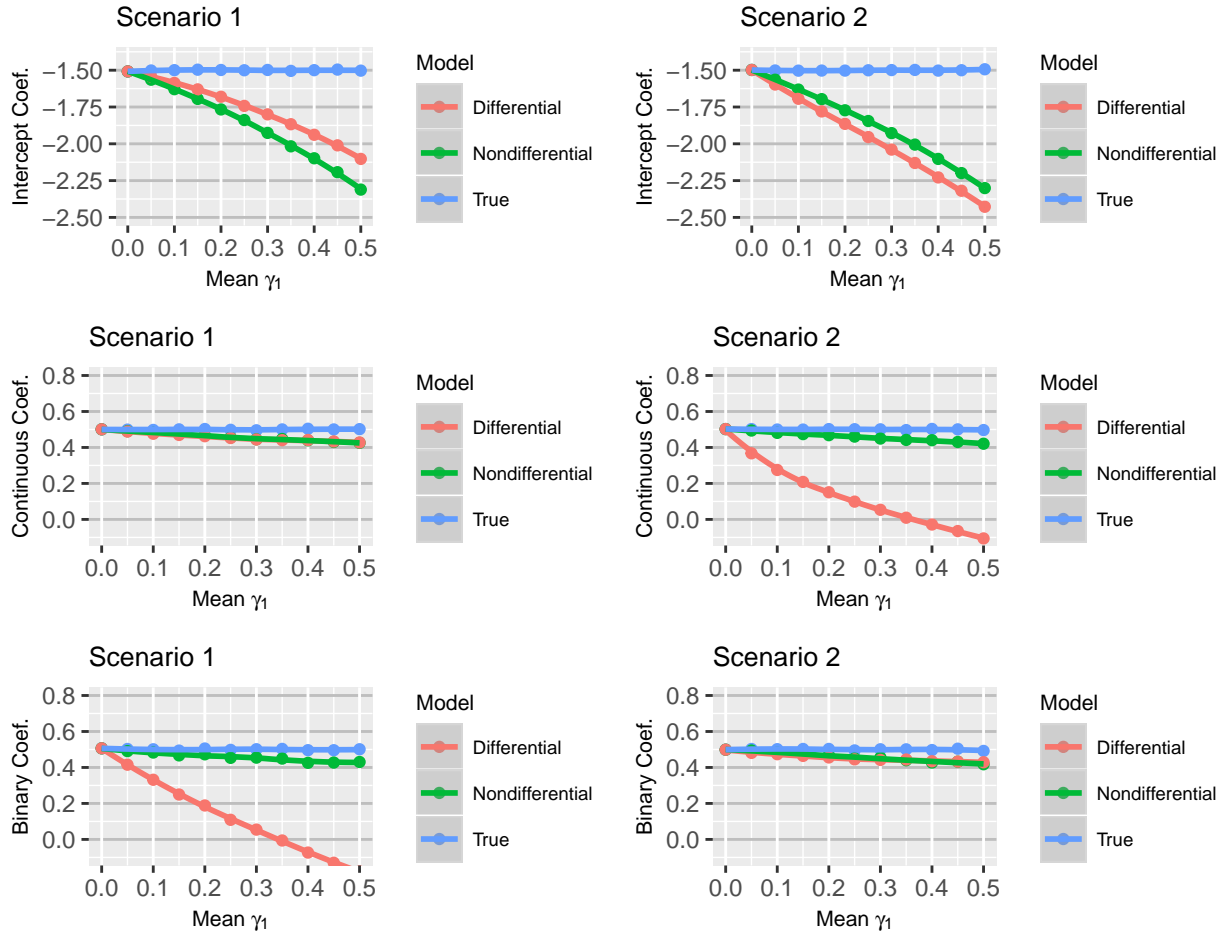 Scenario 1
Intercept Coef.
−1.50
−1.75
−2.00
−2.25
−2.50
0.0 0.1 0.2 0.3 0.4 0.5
Mean γ1
Model
Differential
Nondifferential
True
Scenario 2
Intercept Coef.
−1.50
−1.75
−2.00
−2.25
−2.50
0.0 0.1 0.2 0.3 0.4 0.5
Mean γ1
Model
Differential
Nondifferential
True
Scenario 1
Continuous Coef.
0.8
0.6
0.4
0.2
0.0
0.0 0.1 0.2 0.3 0.4 0.5
Mean γ1
Model
Differential
Nondifferential
True
Scenario 2
Continuous Coef.
0.8
0.6
0.4
0.2
0.0
0.0 0.1 0.2 0.3 0.4 0.5
Mean γ1
Model
Differential
Nondifferential
True
Scenario 1
Binary Coef.
0.8
0.6
0.4
0.2
0.0
0.0 0.1 0.2 0.3 0.4 0.5
Mean γ1
Model
Differential
Nondifferential
True
Scenario 2
Binary Coef.
0.8
0.6
0.4
0.2
0.0
0.0 0.1 0.2 0.3 0.4 0.5
Mean γ1
Model
Differential
Nondifferential
True